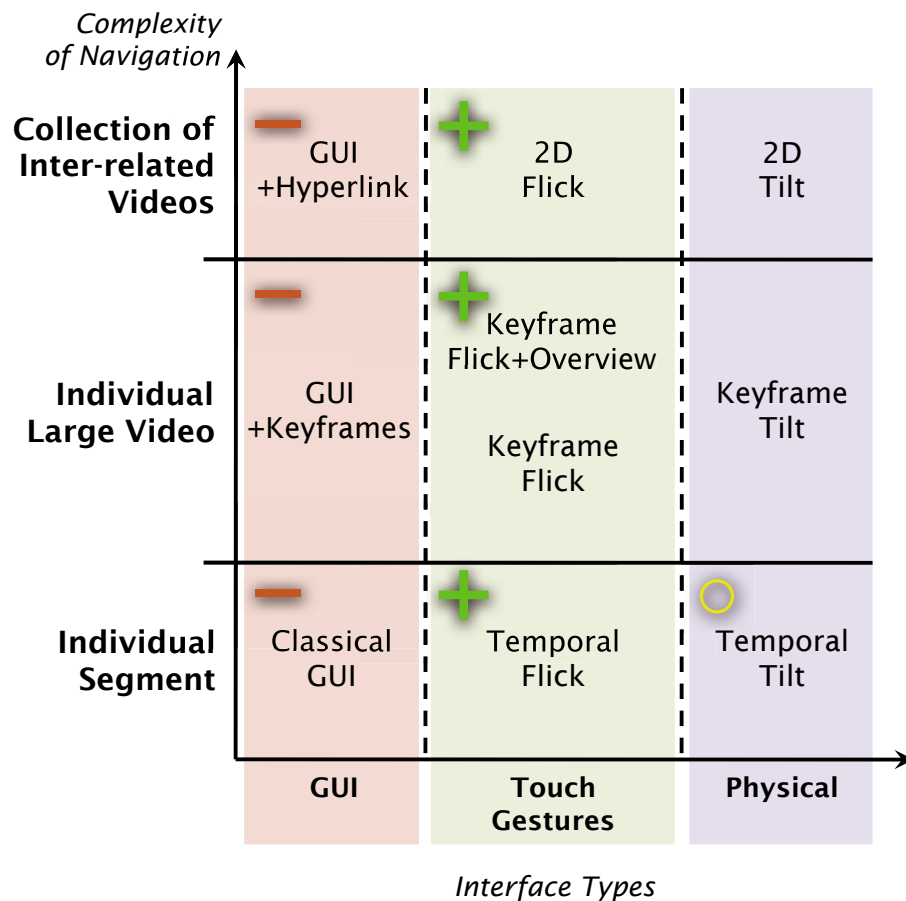 Complexity
of Navigation
Collection of
Inter-related
Videos
GUI
+Hyperlink
2D
Flick
2D
Tilt
Individual
Large Video
GUI
+Keyframes
Keyframe
Flick+Overview
Keyframe
Flick
Keyframe
Tilt
Individual
Segment
Classical
GUI
Temporal
Flick
Temporal
Tilt
GUI
Touch
Gestures
Physical
Interface Types